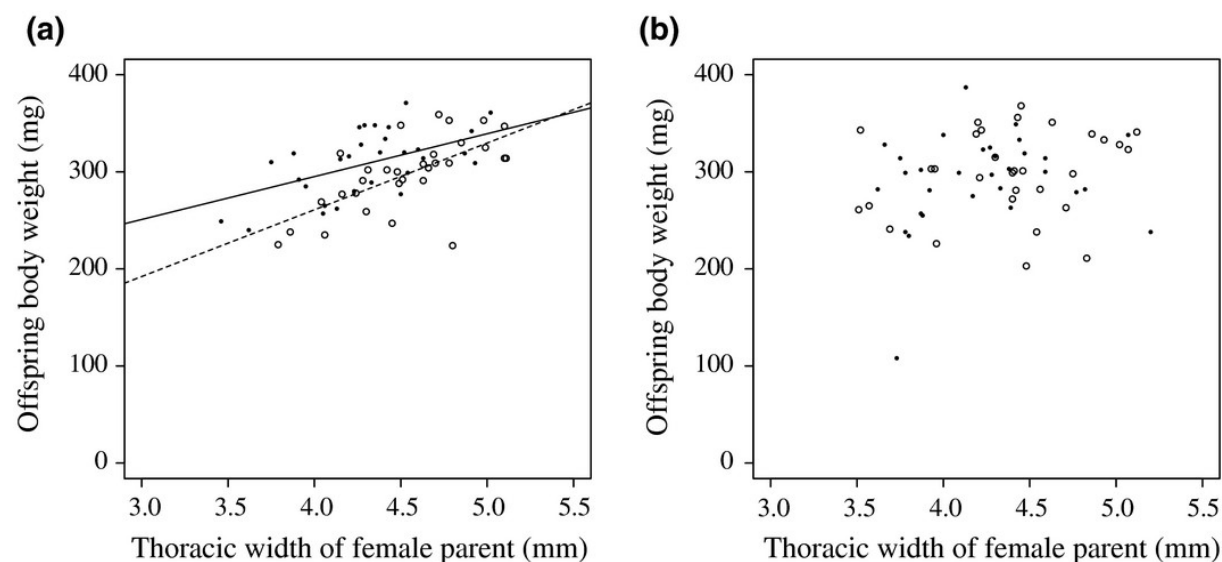 (a)
Offspring body weight (mg)
400
300
200
100
0
3.0 3.5 4.0 4.5 5.0 5.5
Thoracic width of female parent (mm)
(b)
Offspring body weight (mg)
400
300
200
100
0
3.0 3.5 4.0 4.5 5.0 5.5
Thoracic width of female parent (mm)